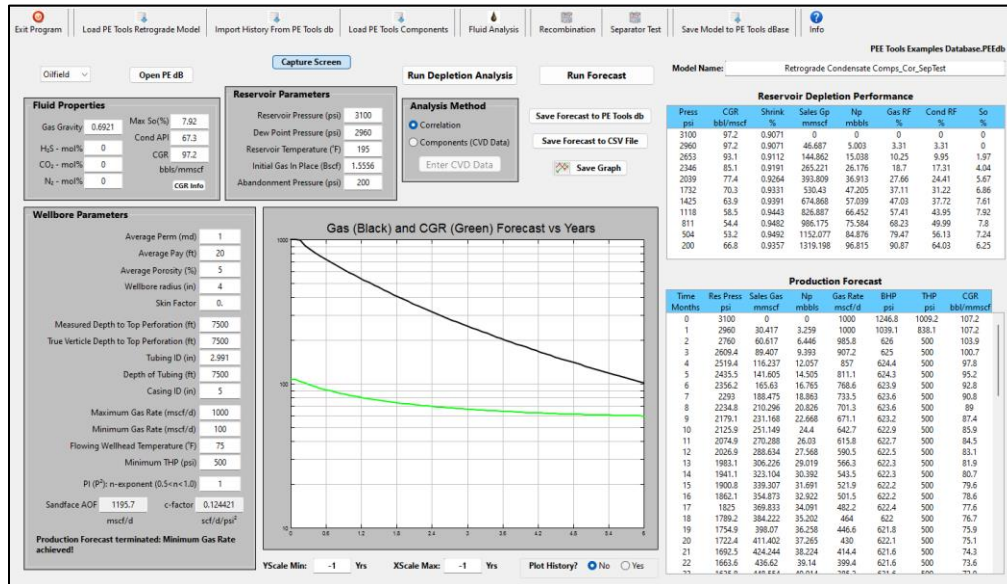 Exit Program
Load PE Tools Retrograde Model
Import History From PE Tools db
Load PE Tools Components
Fluid Analysis
Recombination
Separator Test
Save Model to PE Tools dBase
Info
PEE Tools Examples Database.PEEdb
Oilfield
Open PE dB
Capture Screen
Run Depletion Analysis
Run Forecast
Model Name: Retrograde Condensate Comps_Cor_SepTest
Fluid Properties
Gas Gravity 0.6921
H₂S - mol% 0
CO₂ - mol% 0
N₂ - mol% 0
Max So(%) 7.92
Cond API 67.3
CGR 97.2
bbls/mmscf
CGR Info
Reservoir Parameters
Reservoir Pressure (psi) 3100
Dew Point Pressure (psi) 2960
Reservoir Temperature (°F) 195
Initial Gas In Place (Bscf) 1.5556
Abandonment Pressure (psi) 200
Analysis Method
Correlation
Components (CVD Data)
Enter CVD Data
Save Forecast to PE Tools db
Save Forecast to CSV File
Save Graph
Reservoir Depletion Performance
Press CGR Shrink Sales Gp Np Gas RF Cond RF So
psi bbl/mscf % mmscf mbbls % % %
3100 97.2 0.9071 0 0 0 0 0
2960 97.2 0.9071 46.687 5.003 3.31 3.31 0
2653 93.1 0.9112 144.862 15.038 10.25 9.95 1.97
2346 85.1 0.9191 265.221 26.176 18.7 17.31 4.04
2039 77.4 0.9264 393.809 36.913 27.66 24.41 5.67
1732 70.3 0.9331 530.43 47.205 37.11 31.22 6.86
1425 63.9 0.9391 674.868 57.039 47.03 37.72 7.61
1118 58.5 0.9443 826.887 66.452 57.41 43.95 7.92
811 54.4 0.9482 986.175 75.584 68.23 49.99 7.8
504 53.2 0.9492 1152.077 84.876 79.47 56.13 7.24
200 66.8 0.9357 1319.198 96.815 90.87 64.03 6.25
Wellbore Parameters
Average Perm (md) 1
Average Pay (ft) 20
Average Porosity (%) 5
Wellbore radius (in) 4
Skin Factor 0.
Measured Depth to Top Perforation (ft) 7500
True Verticle Depth to Top Perforation (ft) 7500
Tubing ID (in) 2.991
Depth of Tubing (ft) 7500
Casing ID (in) 5
Maximum Gas Rate (mscf/d) 1000
Minimum Gas Rate (mscf/d) 100
Flowing Wellhead Temperature (°F) 75
Minimum THP (psi) 500
PI (P²): n-exponent (0.5<n<1.0) 1
Sandface AOF 1195.7 c-factor 0.124421
mscf/d scf/d/psi²
Production Forecast terminated: Minimum Gas Rate
achieved!
Gas (Black) and CGR (Green) Forecast vs Years
1000
100
10
0 0.6 1.2 1.8 2.4 3 3.6 4.2 4.8 5.4 6
YScale Min: -1 Yrs XScale Max: -1 Yrs Plot History? No Yes
Production Forecast
Time Res Press Sales Gas Np Gas Rate BHP THP CGR
Months psi mmscf mbbls mscf/d psi psi bbl/mmscf
0 3100 0 0 1000 1246.8 1009.2 107.2
1 2960 30.417 3.259 1000 1039.1 838.1 107.2
2 2760 60.617 6.446 985.8 626 500 103.9
3 2609.4 89.407 9.393 907.2 625 500 100.7
4 2519.4 116.237 12.057 857 624.4 500 97.8
5 2435.5 141.605 14.505 811.1 624.3 500 95.2
6 2356.2 165.63 16.765 768.6 623.9 500 92.8
7 2293 188.475 18.863 733.5 623.6 500 90.8
8 2234.8 210.296 20.826 701.3 623.6 500 89
9 2179.1 231.168 22.668 671.1 623.2 500 87.4
10 2125.9 251.149 24.4 642.7 622.9 500 85.9
11 2074.9 270.288 26.03 615.8 622.7 500 84.5
12 2026.9 288.634 27.568 590.5 622.5 500 83.1
13 1983.1 306.226 29.019 566.3 622.3 500 81.9
14 1941.1 323.104 30.392 543.5 622.3 500 80.7
15 1900.8 339.307 31.691 521.9 622.2 500 79.6
16 1862.1 354.873 32.922 501.5 622.2 500 78.6
17 1825 369.833 34.091 482.2 622.4 500 77.6
18 1789.2 384.222 35.202 464 622 500 76.7
19 1754.9 398.07 36.258 446.6 621.8 500 75.9
20 1722.4 411.402 37.265 430 622.1 500 75.1
21 1692.5 424.244 38.224 414.4 621.6 500 74.3
22 1663.6 436.62 39.14 399.4 621.6 500 73.6